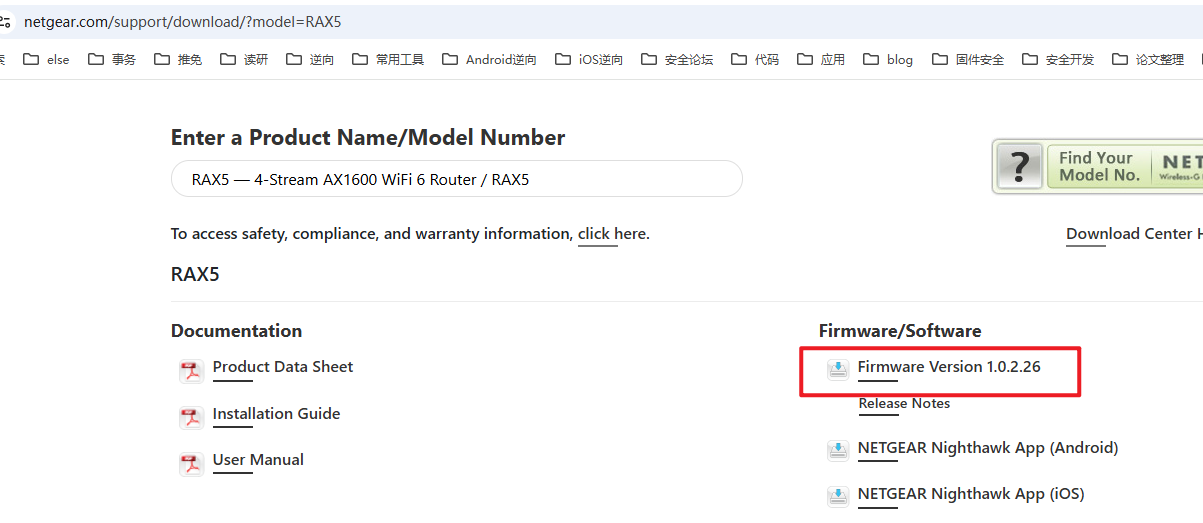 netgear.com/support/download/?model=RAX5
else 事务 推免 读研 逆向 常用工具 Android逆向 iOS逆向 安全论坛 代码 应用 blog 固件安全 安全开发 论文整理
Enter a Product Name/Model Number
RAX5 — 4-Stream AX1600 WiFi 6 Router / RAX5
?
Find Your
Model No.
NET
Wireless-G
To access safety, compliance, and warranty information, click here.
Download Center H
RAX5
Documentation
Product Data Sheet
Installation Guide
User Manual
Firmware/Software
Firmware Version 1.0.2.26
Release Notes
NETGEAR Nighthawk App (Android)
NETGEAR Nighthawk App (iOS)